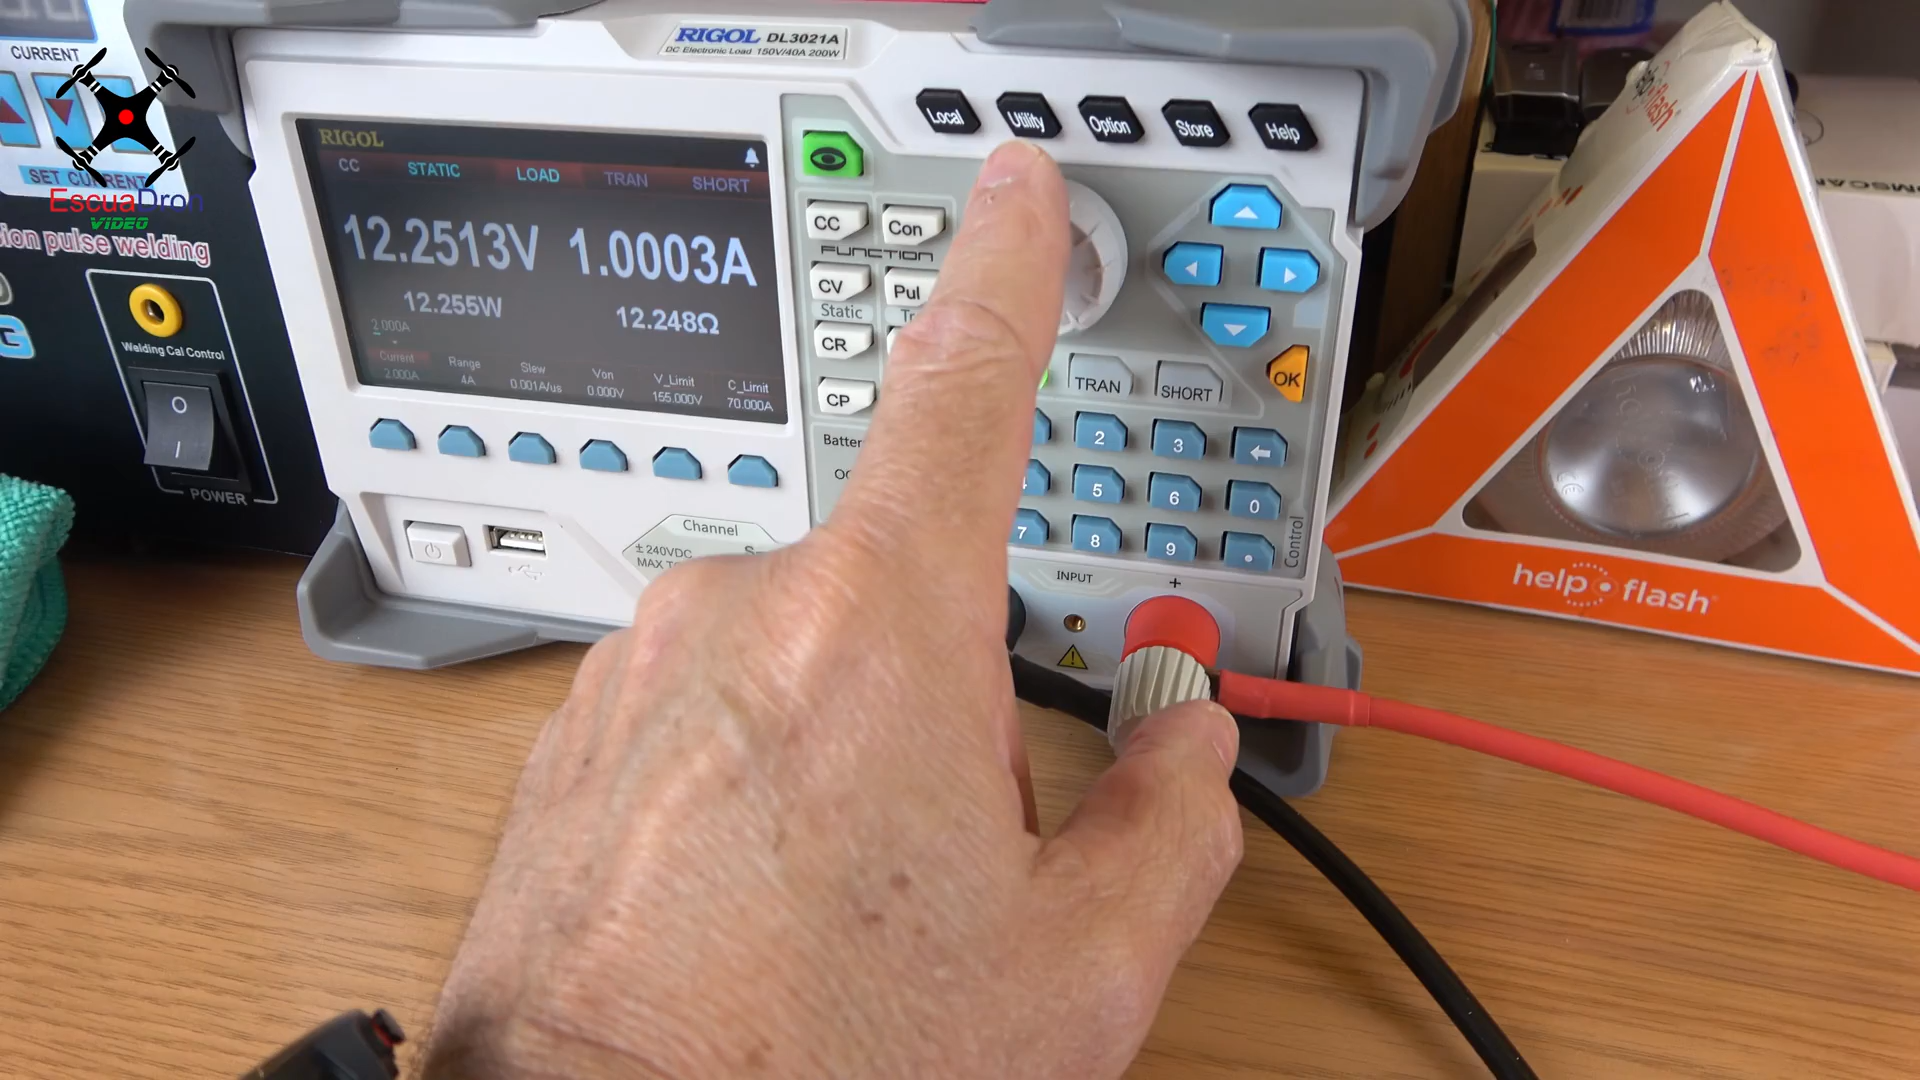 CURRENT
SET CURRENT
EscuaDron
VIDEO
ion pulse welding
Welding Cal Control
O
I
POWER
RIGOL DL3021A
DC Electronic Load 150V/40A 200W
RIGOL
CC STATIC LOAD TRAN SHORT
12.2513V 1.0003A
12.255W 12.248Ω
2.000A
Current Range Slew Von V_Limit C_Limit
2.000A 4A 0.001A/us 0.000V 155.000V 70.000A
Local Utility Option Store Help
CC Con
FUNCTION
CV Pul
Static
CR
CP
TRAN SHORT
OK
2 3
4 5 6 0
7 8 9 .
Control
Channel
± 240VDC
INPUT +
help flash
help flash